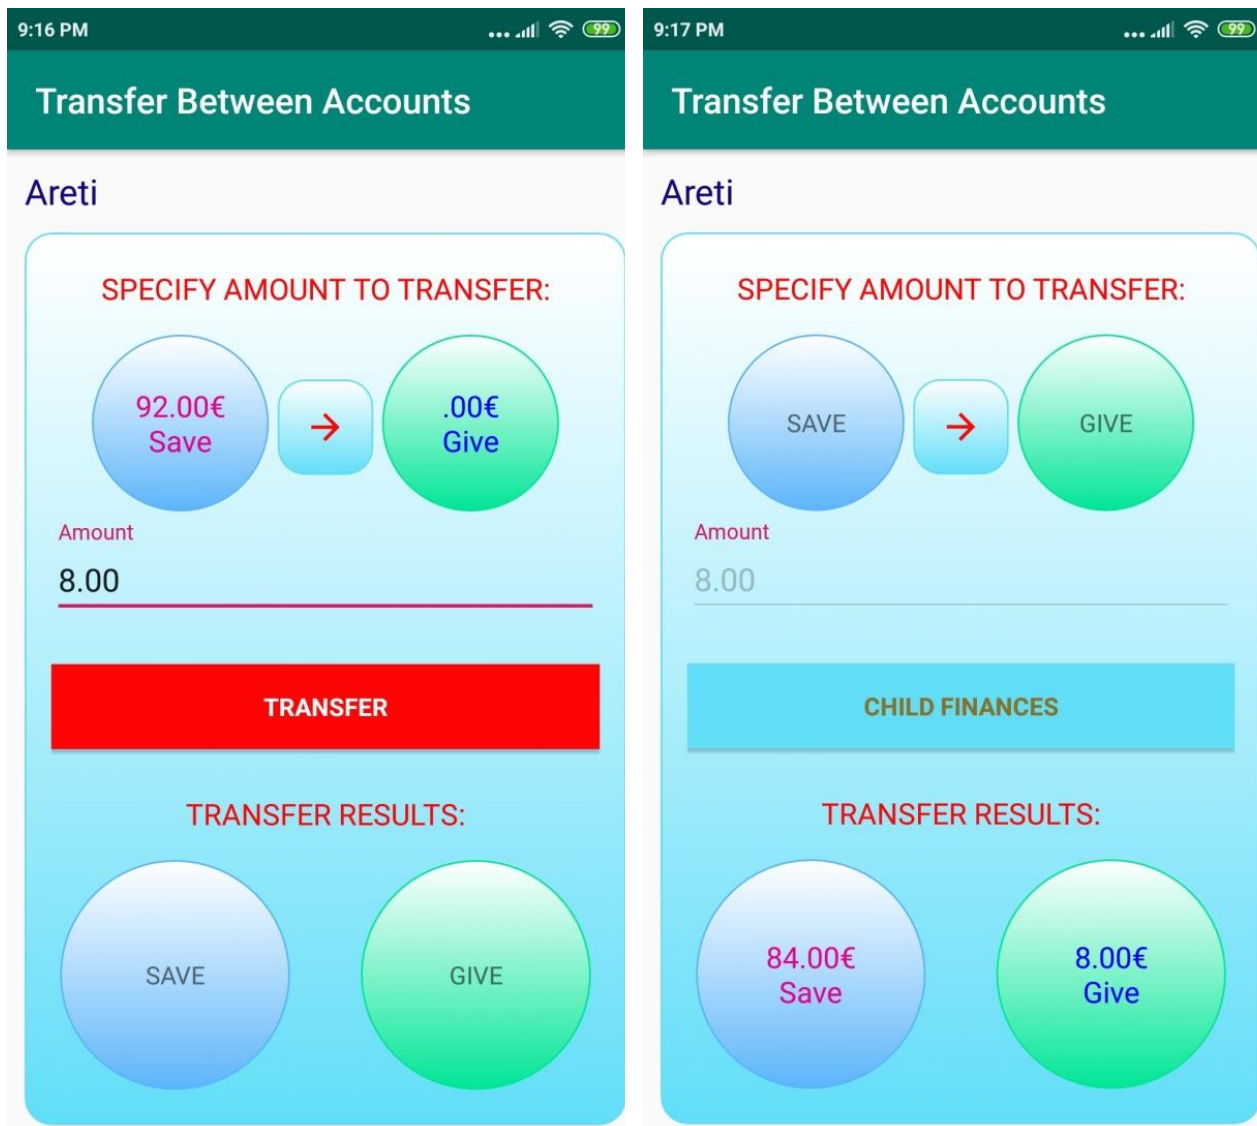 9:16 PM
99
Transfer Between Accounts
Areti
SPECIFY AMOUNT TO TRANSFER:
92.00€
Save
.00€
Give
Amount
8.00
TRANSFER
TRANSFER RESULTS:
SAVE
GIVE
9:17 PM
99
Transfer Between Accounts
Areti
SPECIFY AMOUNT TO TRANSFER:
SAVE
GIVE
Amount
8.00
CHILD FINANCES
TRANSFER RESULTS:
84.00€
Save
8.00€
Give